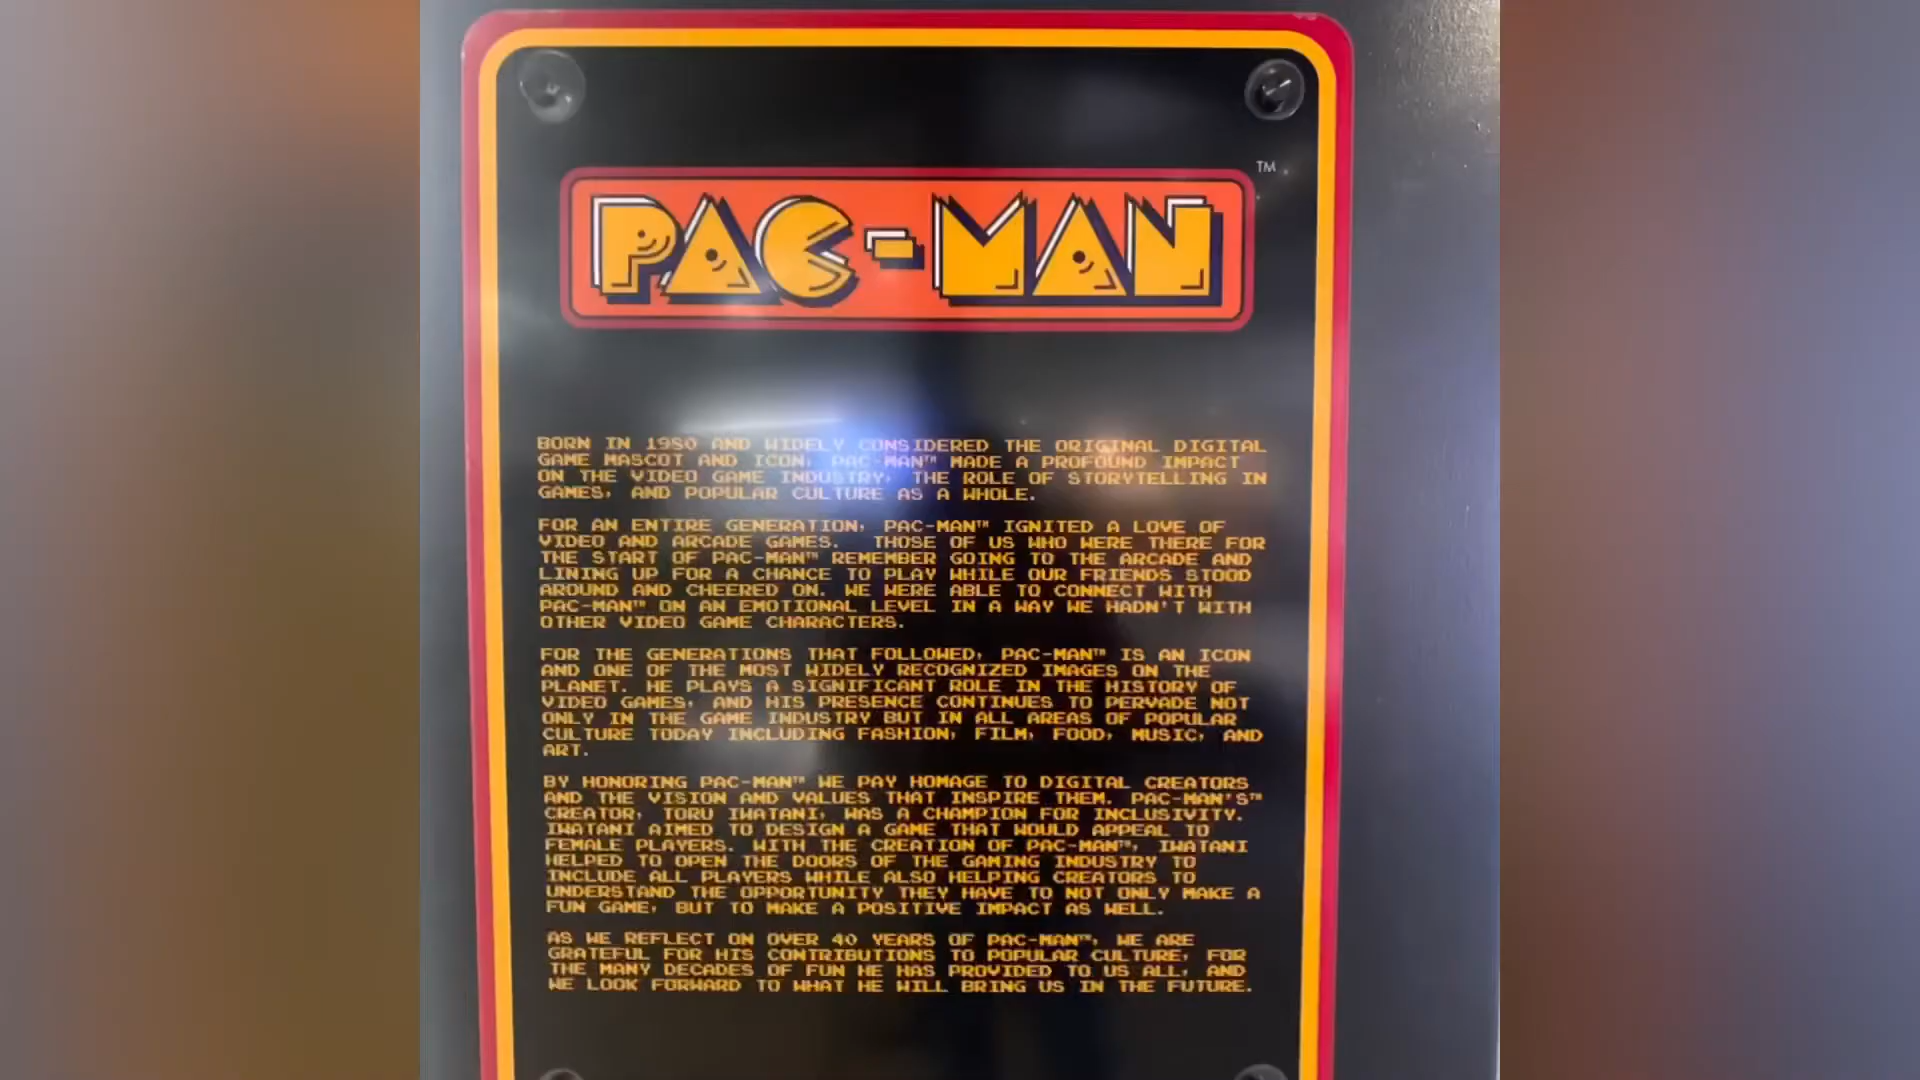 PAC-MAN
TM
BORN IN 1980 AND WIDELY CONSIDERED THE ORIGINAL DIGITAL
GAME MASCOT AND ICON, PAC-MAN™ MADE A PROFOUND IMPACT
ON THE VIDEO GAME INDUSTRY, THE ROLE OF STORYTELLING IN
GAMES, AND POPULAR CULTURE AS A WHOLE.
FOR AN ENTIRE GENERATION, PAC-MAN™ IGNITED A LOVE OF
VIDEO AND ARCADE GAMES. THOSE OF US WHO WERE THERE FOR
THE START OF PAC-MAN™ REMEMBER GOING TO THE ARCADE AND
LINING UP FOR A CHANCE TO PLAY WHILE OUR FRIENDS STOOD
AROUND AND CHEERED ON. WE WERE ABLE TO CONNECT WITH
PAC-MAN™ ON AN EMOTIONAL LEVEL IN A WAY WE HADN'T WITH
OTHER VIDEO GAME CHARACTERS.
FOR THE GENERATIONS THAT FOLLOWED, PAC-MAN™ IS AN ICON
AND ONE OF THE MOST WIDELY RECOGNIZED IMAGES ON THE
PLANET. HE PLAYS A SIGNIFICANT ROLE IN THE HISTORY OF
VIDEO GAMES, AND HIS PRESENCE CONTINUES TO PERVADE NOT
ONLY IN THE GAME INDUSTRY BUT IN ALL AREAS OF POPULAR
CULTURE TODAY INCLUDING FASHION, FILM, FOOD, MUSIC, AND
ART.
BY HONORING PAC-MAN™ WE PAY HOMAGE TO DIGITAL CREATORS
AND THE VISION AND VALUES THAT INSPIRE THEM. PAC-MAN'S™
CREATOR, TORU IWATANI, WAS A CHAMPION FOR INCLUSIVITY.
IWATANI AIMED TO DESIGN A GAME THAT WOULD APPEAL TO
FEMALE PLAYERS. WITH THE CREATION OF PAC-MAN™, IWATANI
HELPED TO OPEN THE DOORS OF THE GAMING INDUSTRY TO
INCLUDE ALL PLAYERS WHILE ALSO HELPING CREATORS TO
UNDERSTAND THE OPPORTUNITY THEY HAVE TO NOT ONLY MAKE A
FUN GAME, BUT TO MAKE A POSITIVE IMPACT AS WELL.
AS WE REFLECT ON OVER 40 YEARS OF PAC-MAN™, WE ARE
GRATEFUL FOR HIS CONTRIBUTIONS TO POPULAR CULTURE, FOR
THE MANY DECADES OF FUN HE HAS PROVIDED TO US ALL, AND
WE LOOK FORWARD TO WHAT HE WILL BRING US IN THE FUTURE.